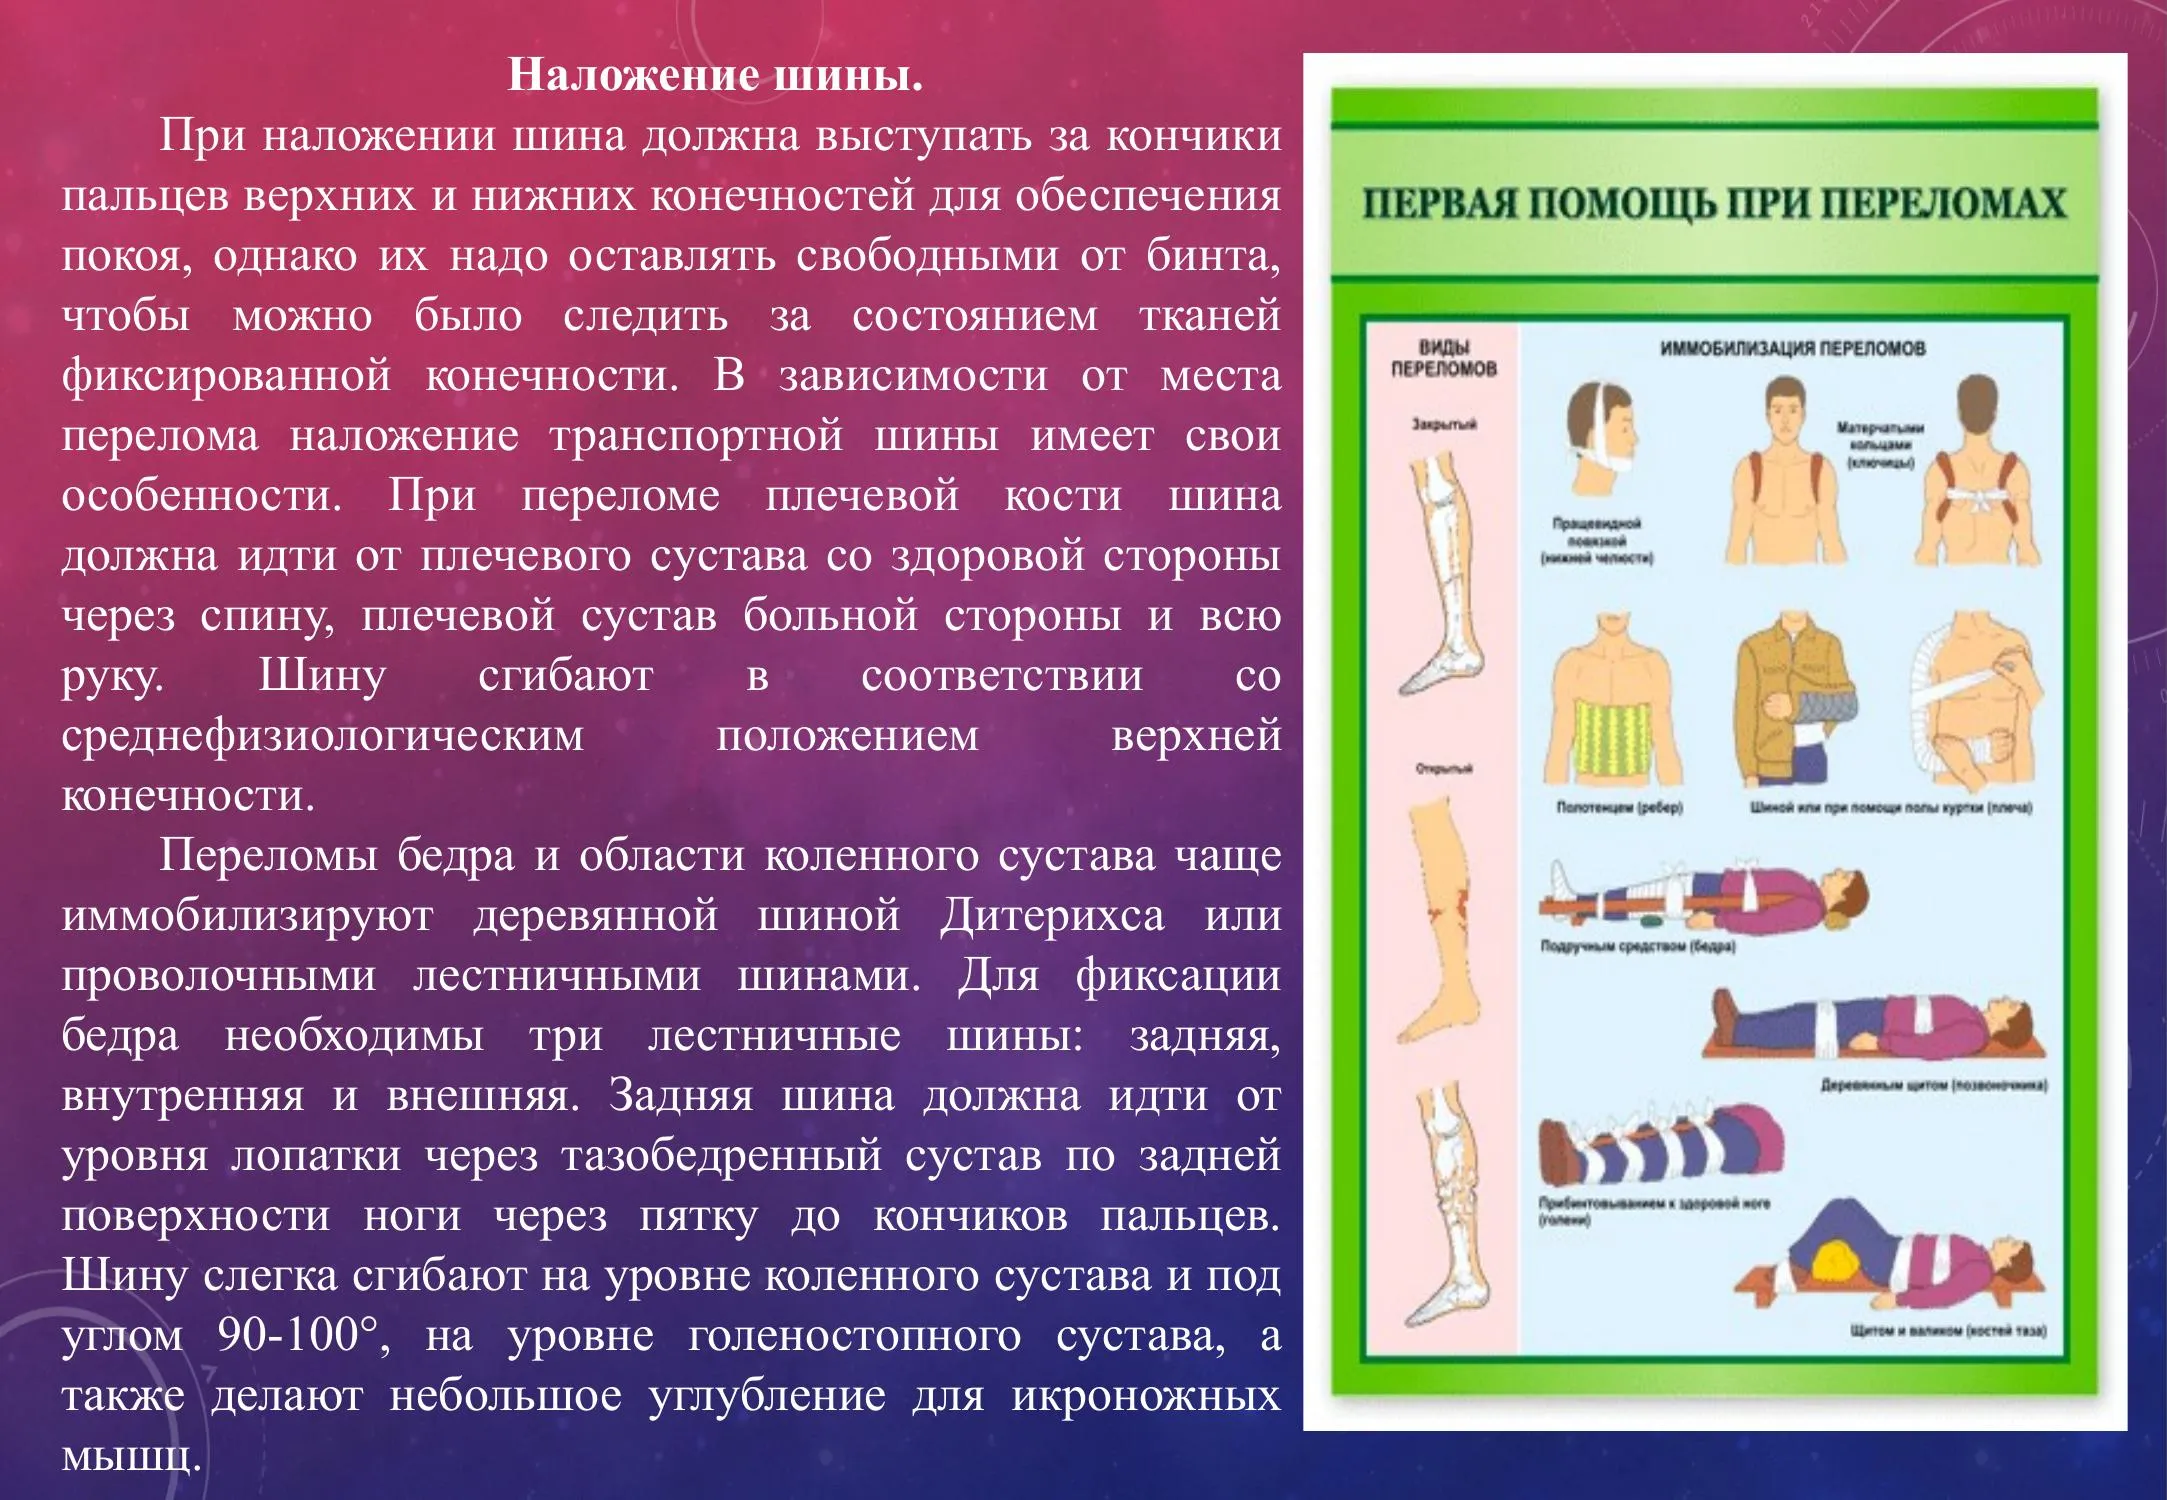 Наложение шины.
При наложении шина должна выступать за кончики
пальцев верхних и нижних конечностей для обеспечения
покоя, однако их надо оставлять свободными от бинта,
чтобы можно было следить за состоянием тканей
фиксированной конечности. В зависимости от места
перелома наложение транспортной шины имеет свои
особенности. При переломе плечевой кости шина
должна идти от плечевого сустава со здоровой стороны
через спину, плечевой сустав больной стороны и всю
руку. Шину сгибают в соответствии со
среднефизиологическим положением верхней
конечности.
Переломы бедра и области коленного сустава чаще
иммобилизируют деревянной шиной Дитерихса или
проволочными лестничными шинами. Для фиксации
бедра необходимы три лестничные шины: задняя,
внутренняя и внешняя. Задняя шина должна идти от
уровня лопатки через тазобедренный сустав по задней
поверхности ноги через пятку до кончиков пальцев.
Шину слегка сгибают на уровне коленного сустава и под
углом 90-100°, на уровне голеностопного сустава, а
также делают небольшое углубление для икроножных
мышц.
ПЕРВАЯ ПОМОЩЬ ПРИ ПЕРЕЛОМАХ
ВИДЫ
ПЕРЕЛОМОВ
Закрытый
Открытый
ИММОБИЛИЗАЦИЯ ПЕРЕЛОМОВ
Пращевидной
повязкой
(нижней челюсти)
Матерчатыми
кольцами
(ключицы)
Полотенцем (ребер)
Шиной или при помощи полы куртки (плеча)
Подручным средством (бедра)
Деревянным щитом (позвоночника)
Прибинтовыванием к здоровой ноге
(голени)
Щитом и валиком (костей таза)